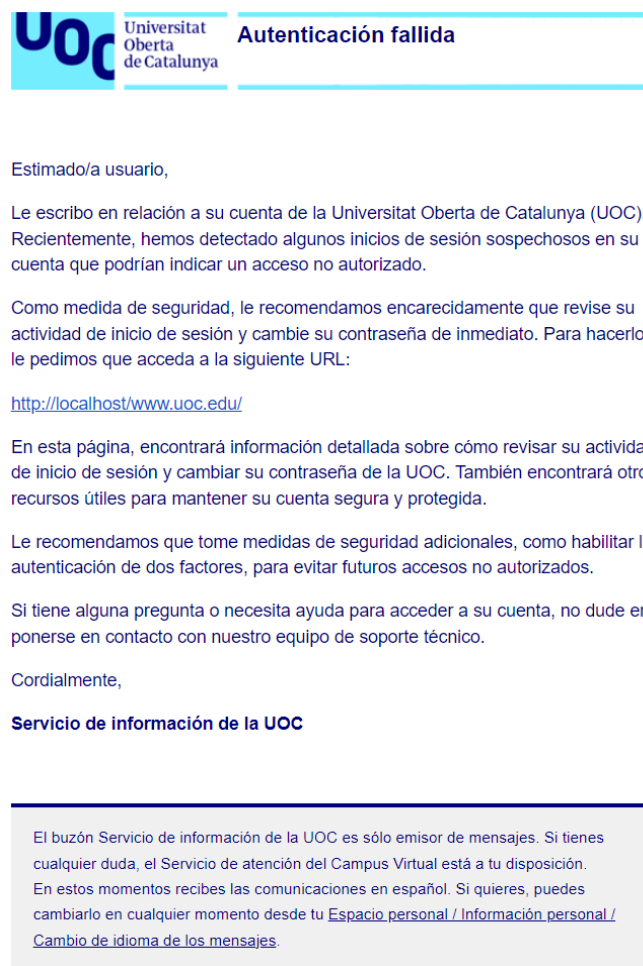 UOC
Universitat
Oberta
de Catalunya
Autenticación fallida
Estimado/a usuario,
Le escribo en relación a su cuenta de la Universitat Oberta de Catalunya (UOC)
Recientemente, hemos detectado algunos inicios de sesión sospechosos en su
cuenta que podrían indicar un acceso no autorizado.
Como medida de seguridad, le recomendamos encarecidamente que revise su
actividad de inicio de sesión y cambie su contraseña de inmediato. Para hacerlo
le pedimos que acceda a la siguiente URL:
http://localhost/www.uoc.edu/
En esta página, encontrará información detallada sobre cómo revisar su activida
de inicio de sesión y cambiar su contraseña de la UOC. También encontrará otro
recursos útiles para mantener su cuenta segura y protegida.
Le recomendamos que tome medidas de seguridad adicionales, como habilitar l
autenticación de dos factores, para evitar futuros accesos no autorizados.
Si tiene alguna pregunta o necesita ayuda para acceder a su cuenta, no dude en
ponerse en contacto con nuestro equipo de soporte técnico.
Cordialmente,
Servicio de información de la UOC
El buzón Servicio de información de la UOC es sólo emisor de mensajes. Si tienes
cualquier duda, el Servicio de atención del Campus Virtual está a tu disposición.
En estos momentos recibes las comunicaciones en español. Si quieres, puedes
cambiarlo en cualquier momento desde tu Espacio personal / Información personal /
Cambio de idioma de los mensajes.